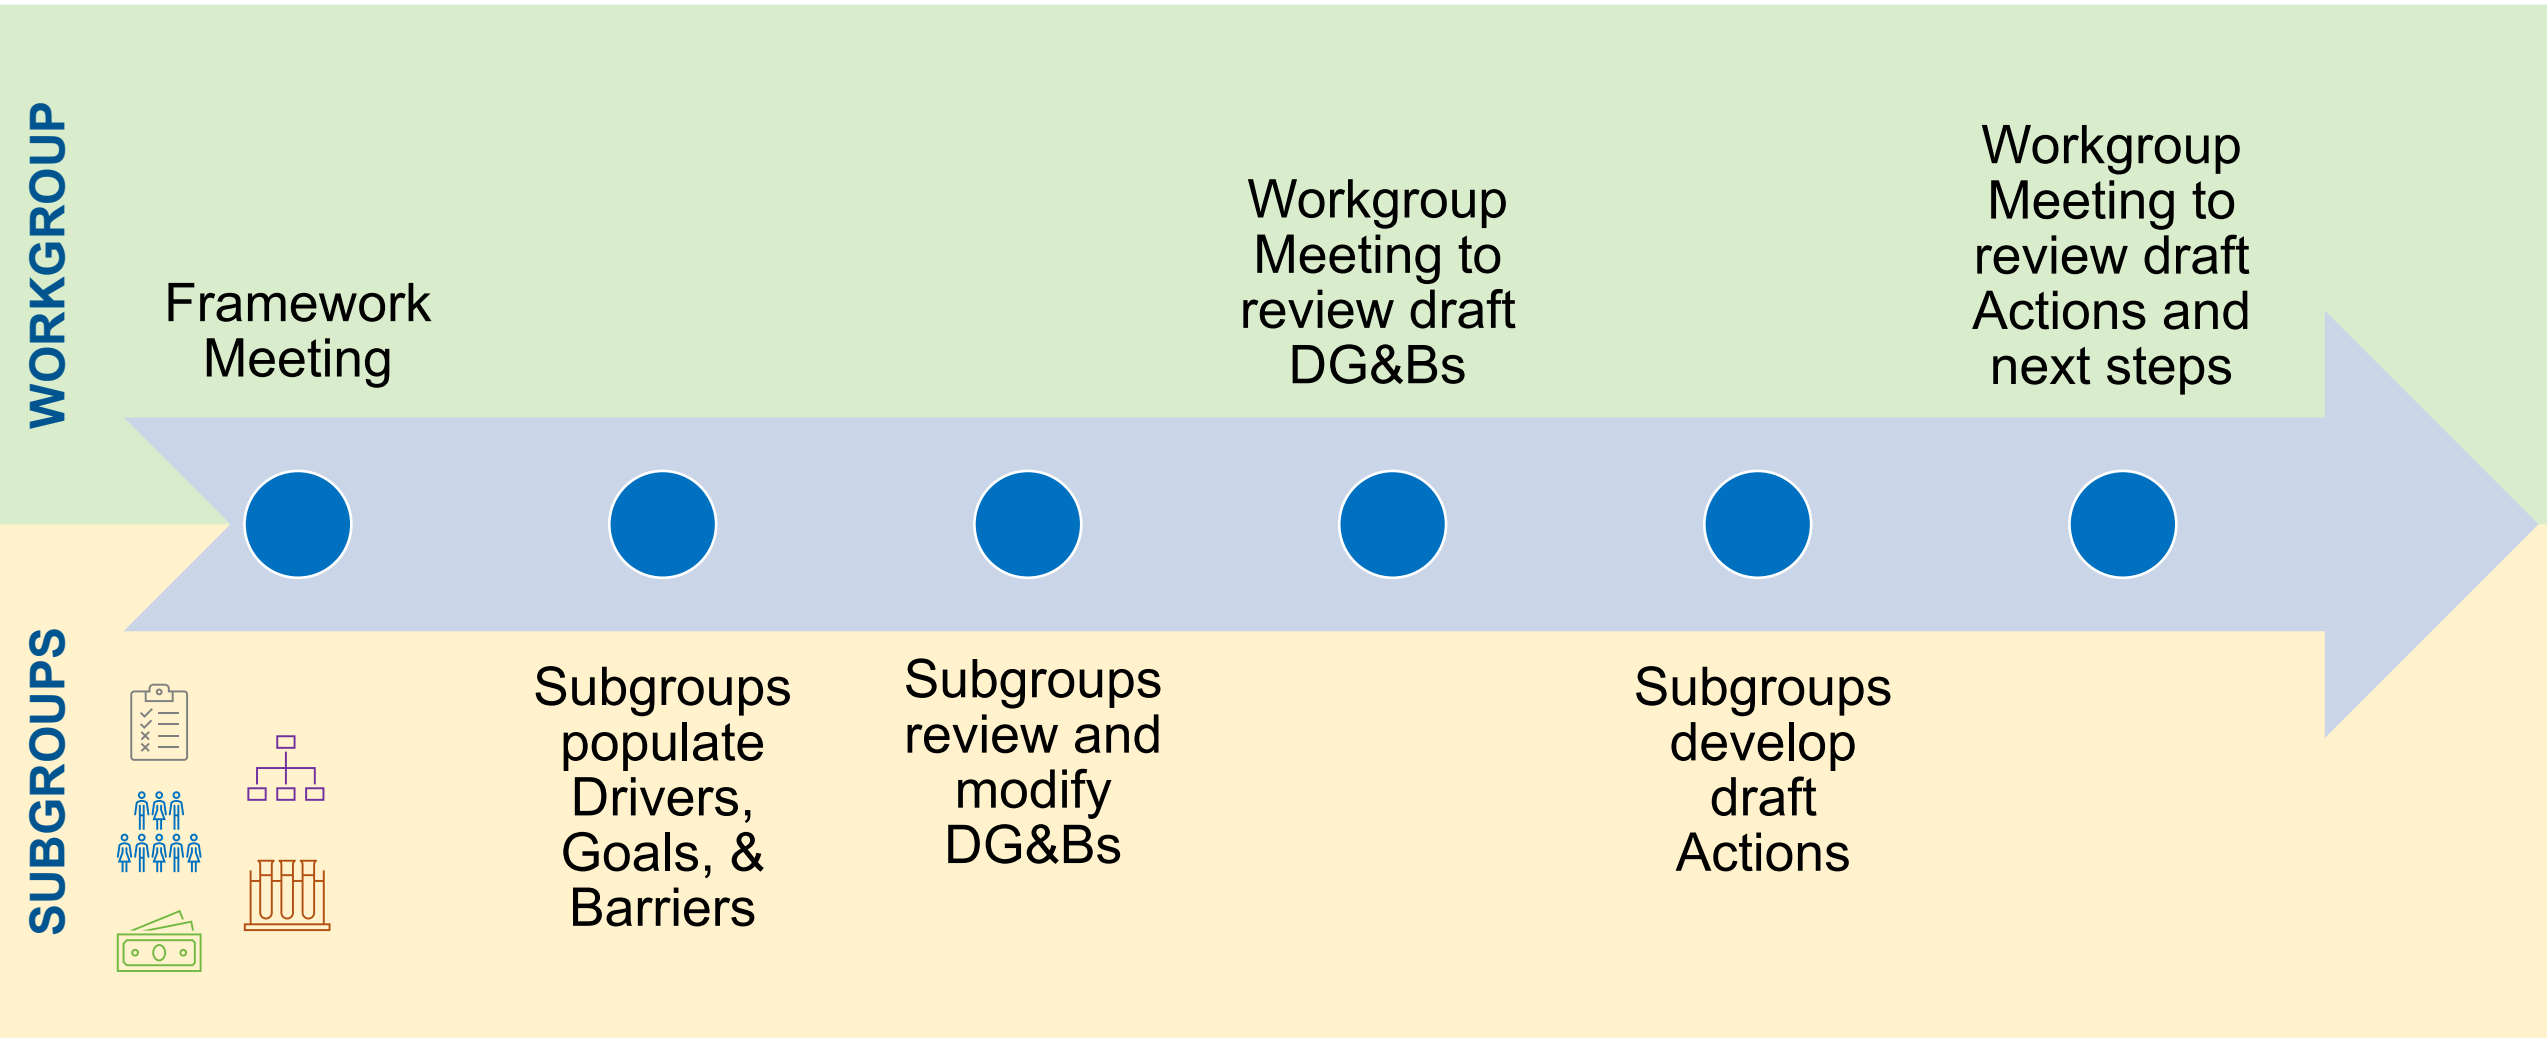 WORKGROUP
Framework
Meeting
Workgroup
Meeting to
review draft
DG&Bs
Workgroup
Meeting to
review draft
Actions and
next steps
SUBGROUPS
Subgroups
populate
Drivers,
Goals, &
Barriers
Subgroups
review and
modify
DG&Bs
Subgroups
develop
draft
Actions